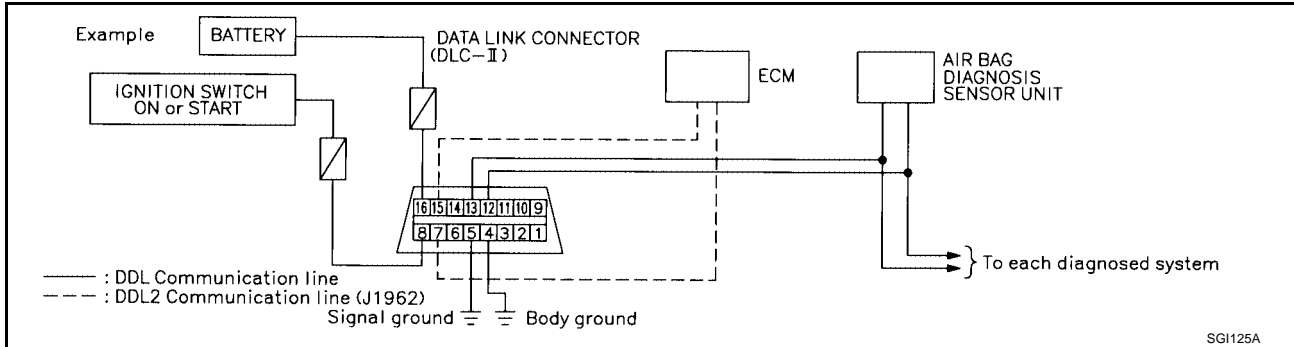 Example
BATTERY
DATA LINK CONNECTOR
(DLC-Ⅱ)
IGNITION SWITCH
ON or START
ECM
AIR BAG
DIAGNOSIS
SENSOR UNIT
16 15 14 13 12 11 10 9
8 7 6 5 4 3 2 1
To each diagnosed system
: DDL Communication line
: DDL2 Communication line (J1962)
Signal ground
Body ground
SGI125A